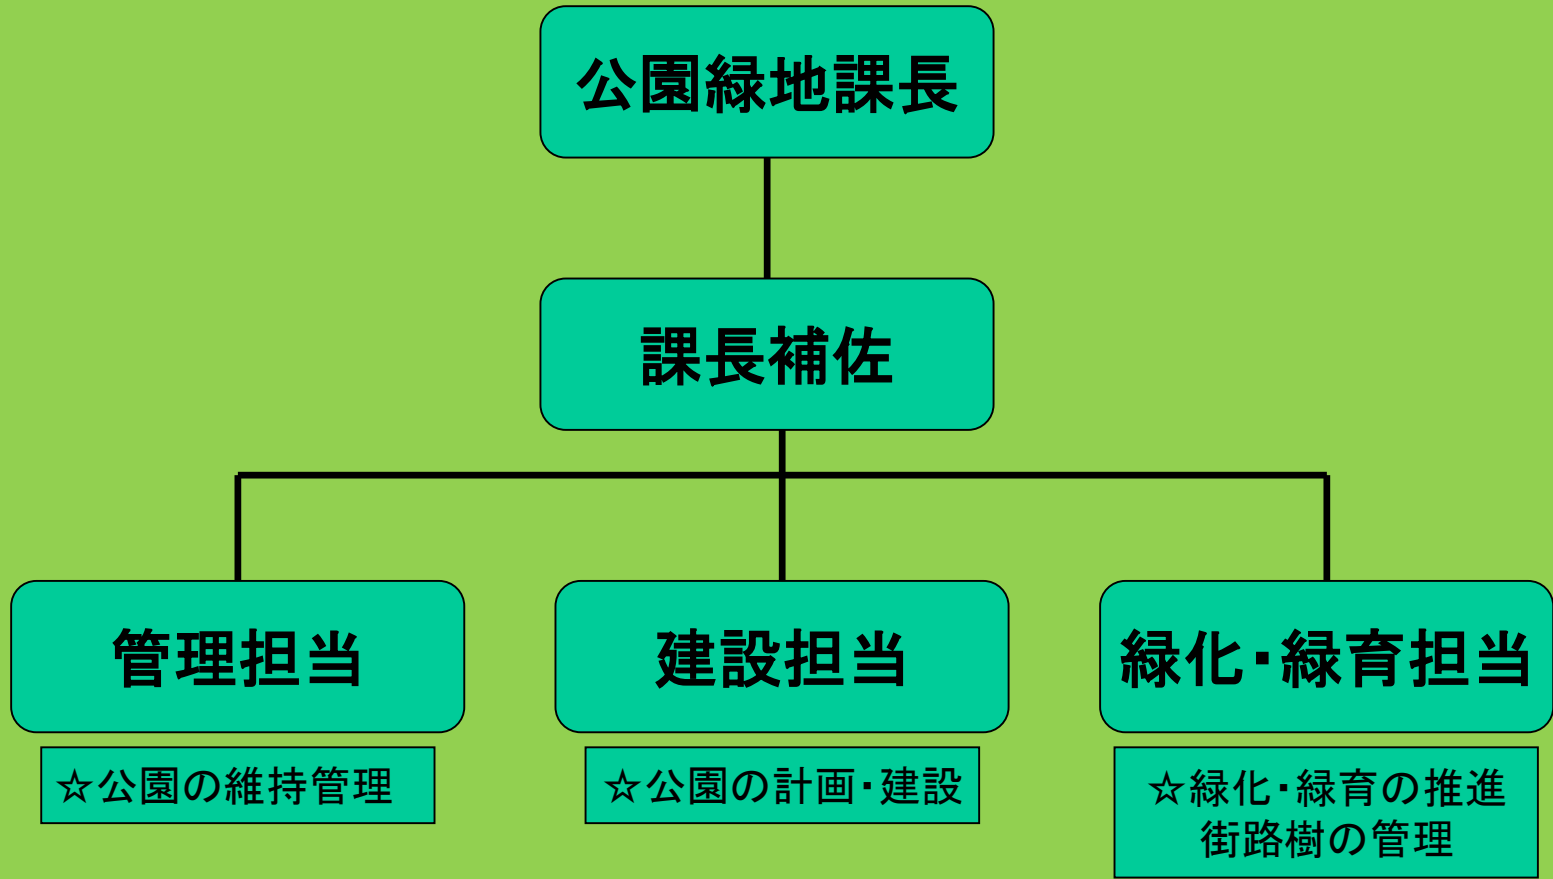 公園緑地課長
課長補佐
管理担当
建設担当
緑化・緑育担当
☆公園の維持管理
☆公園の計画・建設
☆緑化・緑育の推進
街路樹の管理